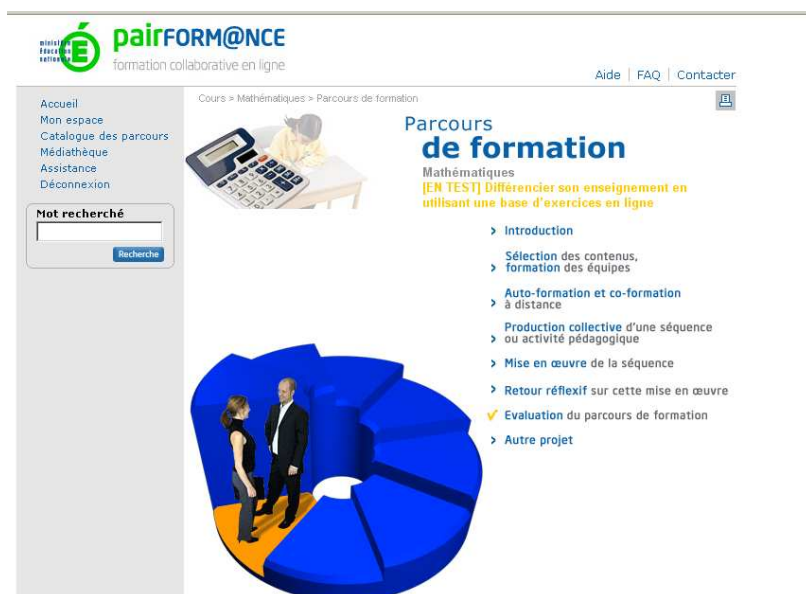 ministère
éducation
nationale
pairFORM@NCE
formation collaborative en ligne
Aide | FAQ | Contacter
Accueil
Mon espace
Catalogue des parcours
Médiathèque
Assistance
Déconnexion
Mot recherché
Recherche
Cours » Mathématiques » Parcours de formation
Parcours
de formation
Mathématiques
[EN TEST] Différencier son enseignement en
utilisant une base d'exercices en ligne
Introduction
Sélection des contenus,
formation des équipes
Auto-formation et co-formation
à distance
Production collective d'une séquence
ou activité pédagogique
Mise en œuvre de la séquence
Retour réflexif sur cette mise en œuvre
Evaluation du parcours de formation
Autre projet